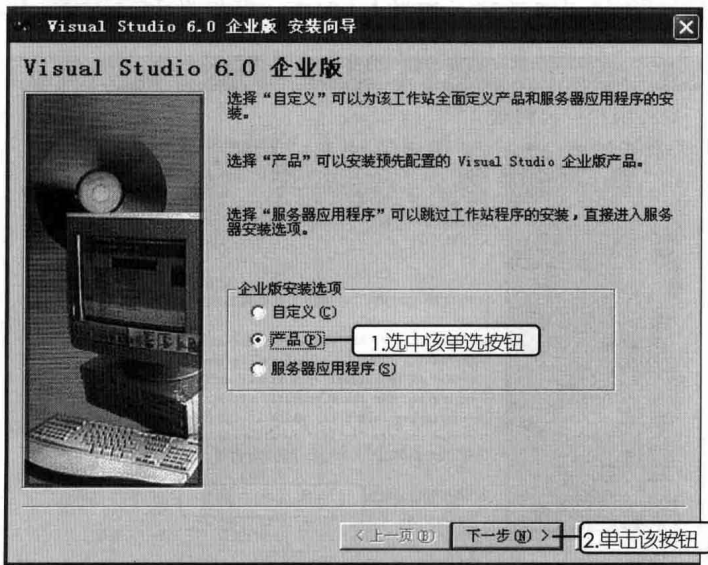 Visual Studio 6.0 企业版 安装向导
Visual Studio 6.0 企业版
选择“自定义”可以为该工作站全面定义产品和服务器应用程序的安
装。
选择“产品”可以安装预先配置的 Visual Studio 企业版产品。
选择“服务器应用程序”可以跳过工作站程序的安装，直接进入服务
器安装选项。
企业版安装选项
自定义(C)
产品(P)
1.选中该单选按钮
服务器应用程序(S)
<上一页(B)
下一步(N) >
2.单击该按钮